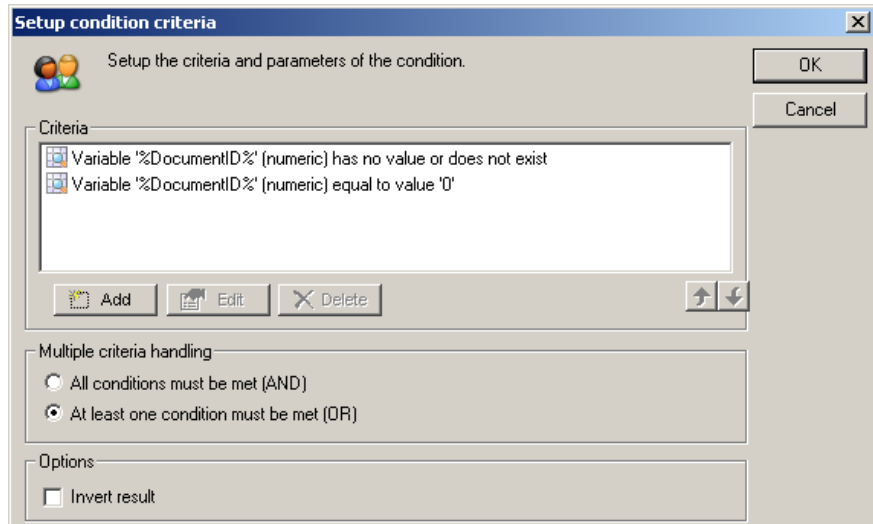 Setup condition criteria
Setup the criteria and parameters of the condition.
OK
Cancel
Criteria
Variable '%DocumentID%' (numeric) has no value or does not exist
Variable '%DocumentID%' (numeric) equal to value '0'
Add
Edit
Delete
Multiple criteria handling
All conditions must be met (AND)
At least one condition must be met (OR)
Options
Invert result